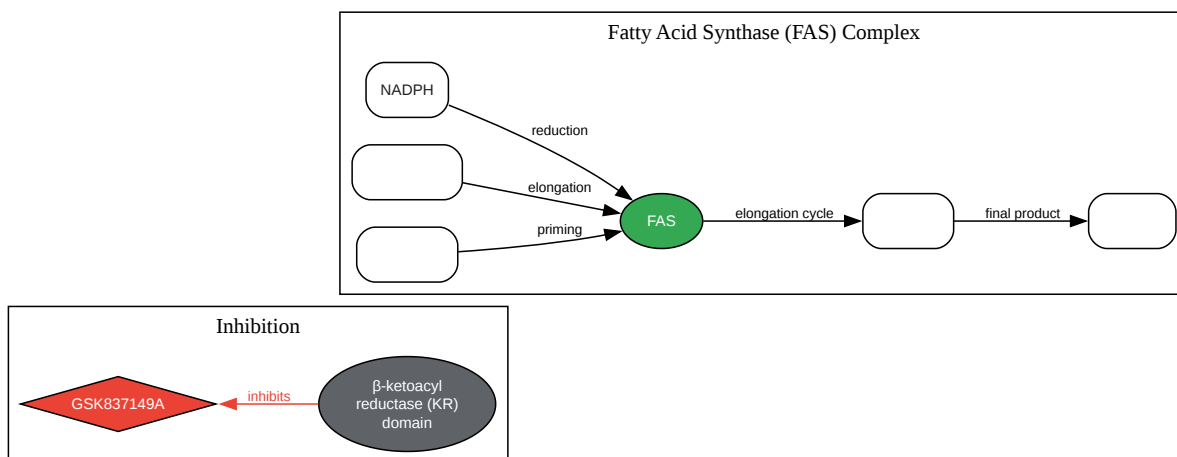 Fatty Acid Synthase (FAS) Complex
NADPH
reduction
elongation
priming
FAS
elongation cycle
final product
Inhibition
GSK837149A
inhibits
β-ketoacyl
reductase (KR)
domain